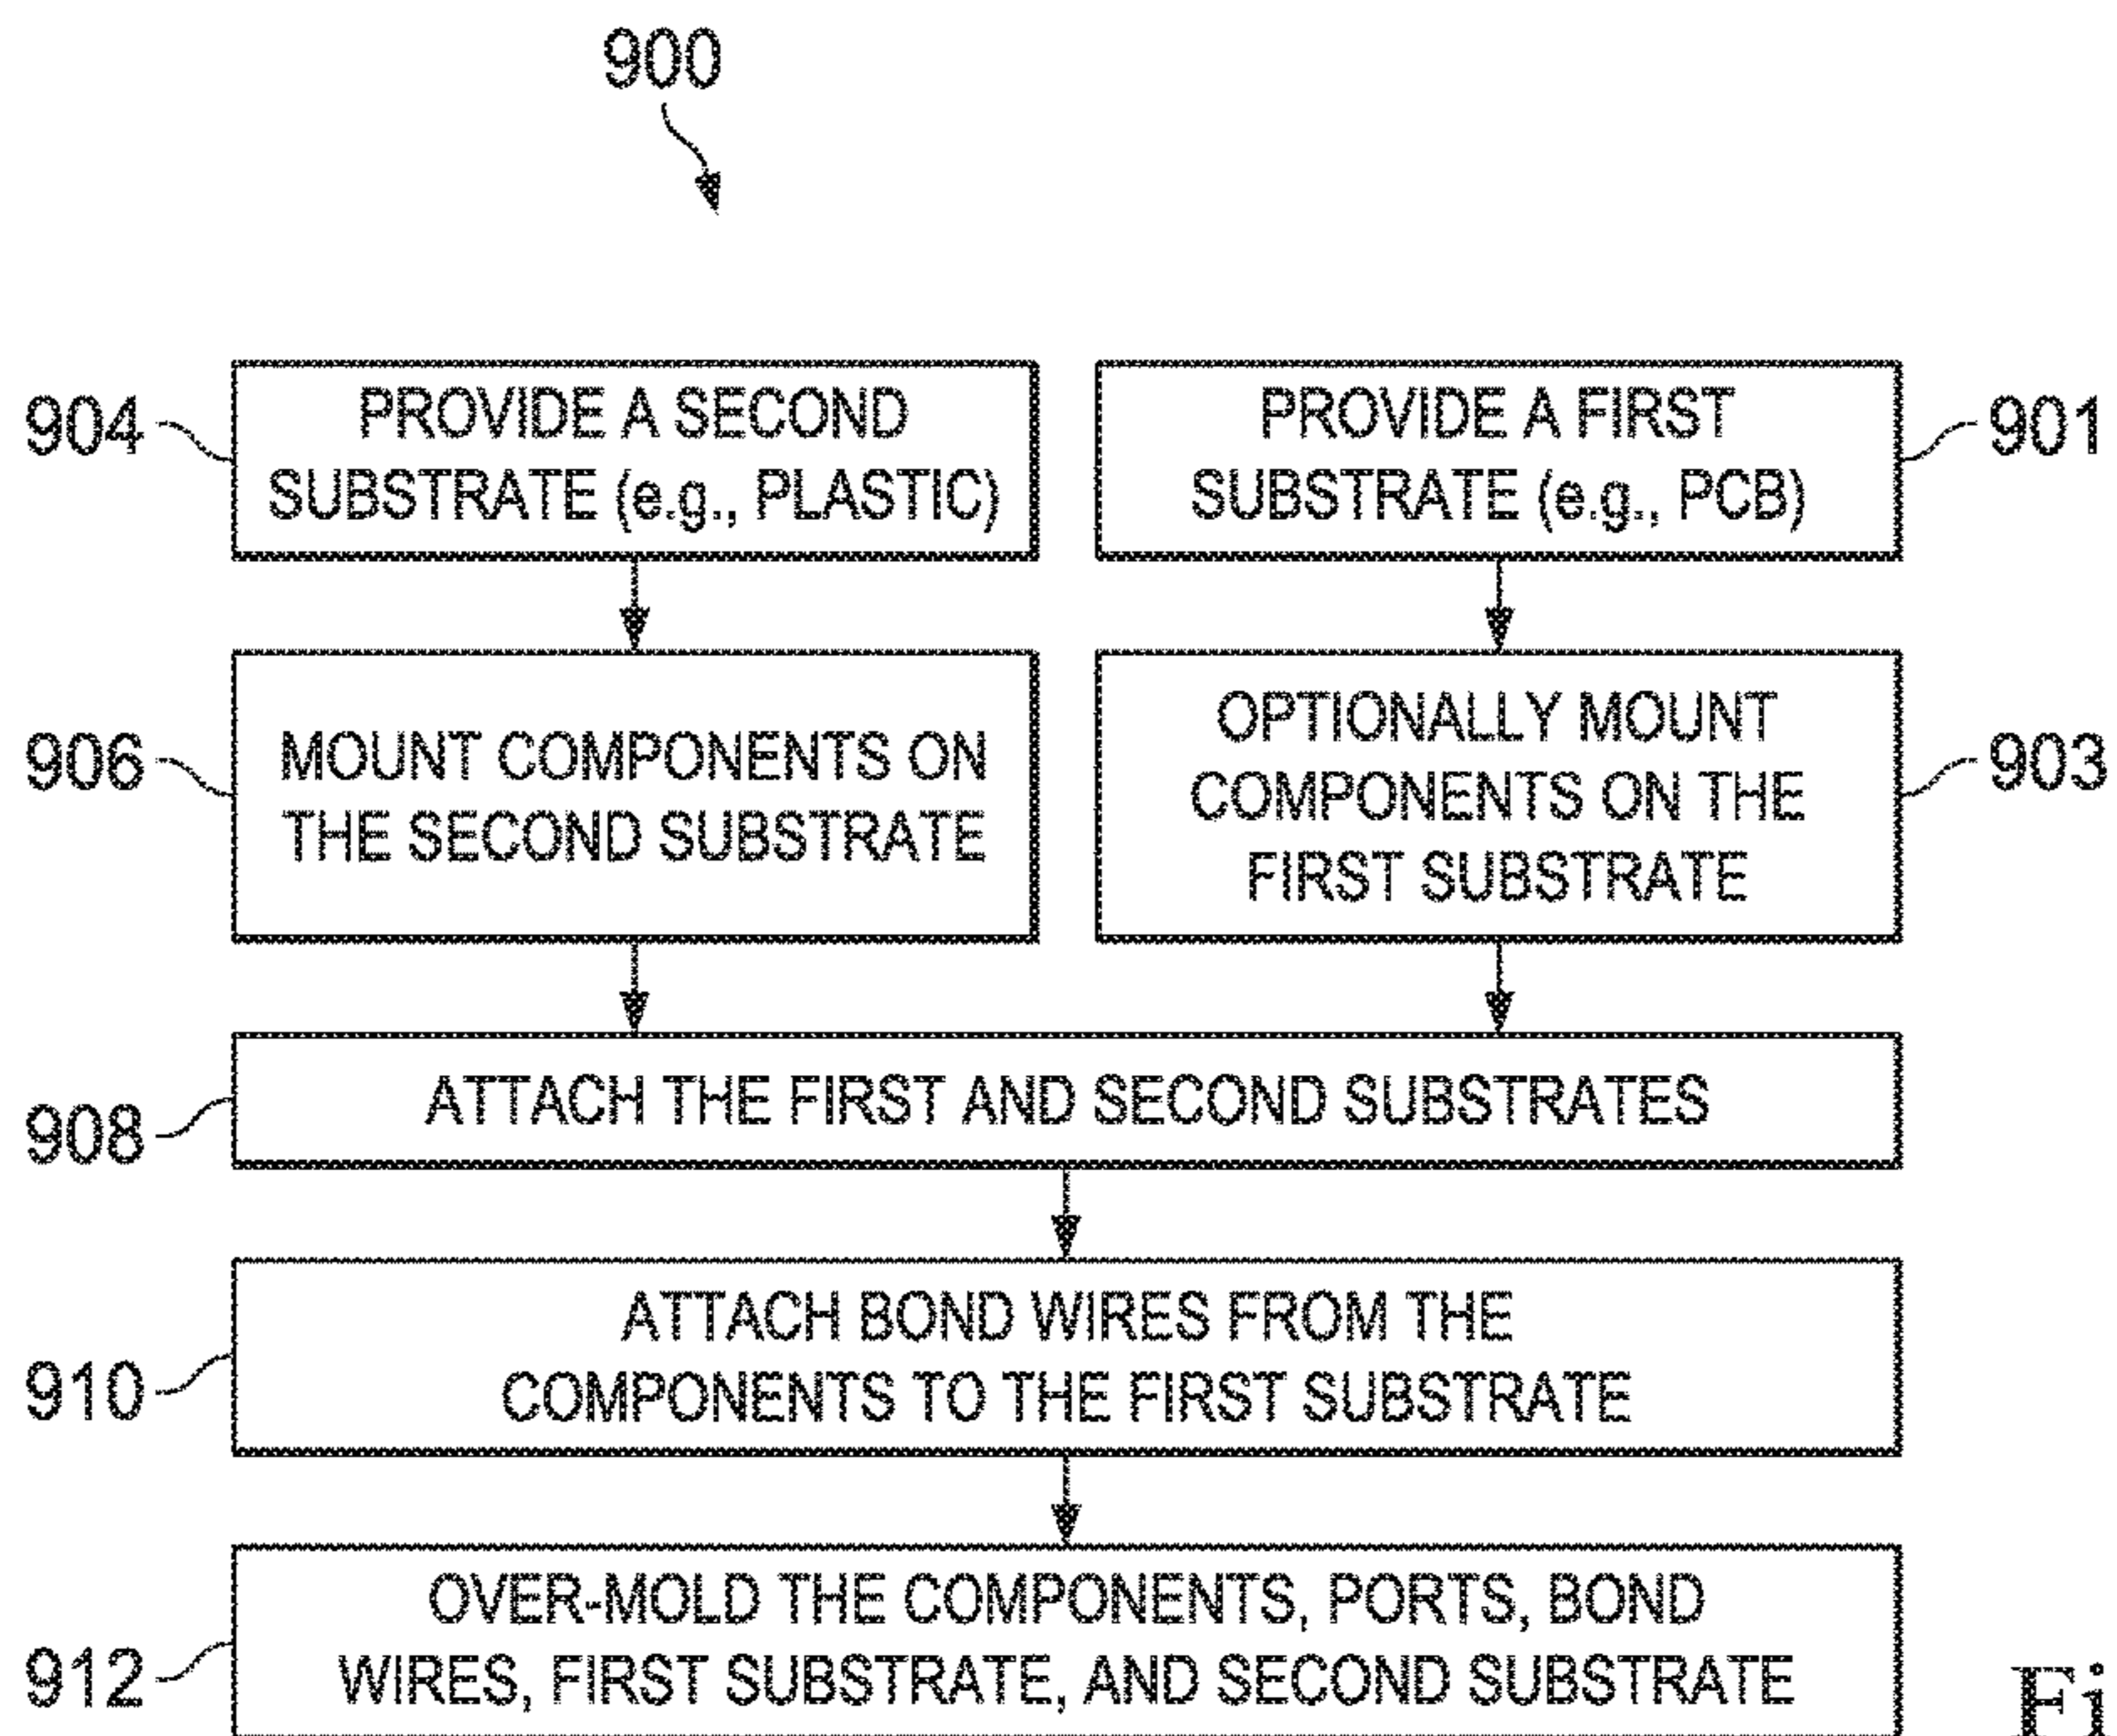 900
904
PROVIDE A SECOND
SUBSTRATE (e.g., PLASTIC)
PROVIDE A FIRST
SUBSTRATE (e.g., PCB)
901
906
MOUNT COMPONENTS ON
THE SECOND SUBSTRATE
OPTIONALLY MOUNT
COMPONENTS ON THE
FIRST SUBSTRATE
903
908
ATTACH THE FIRST AND SECOND SUBSTRATES
910
ATTACH BOND WIRES FROM THE
COMPONENTS TO THE FIRST SUBSTRATE
912
OVER-MOLD THE COMPONENTS, PORTS, BOND
WIRES, FIRST SUBSTRATE, AND SECOND SUBSTRATE